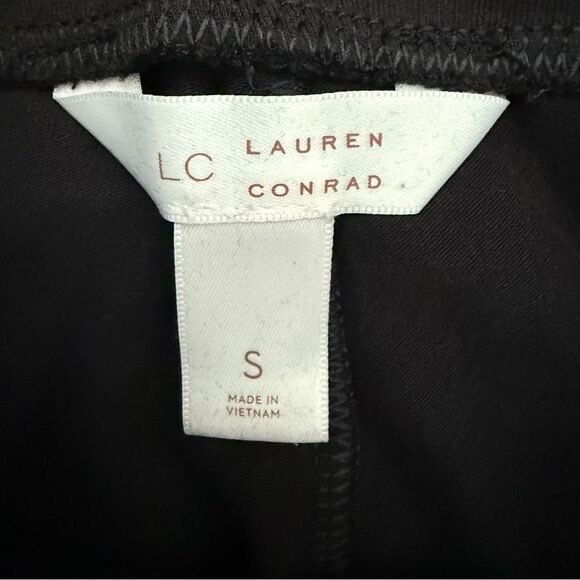 LC LAUREN
CONRAD
S
MADE IN
VIETNAM